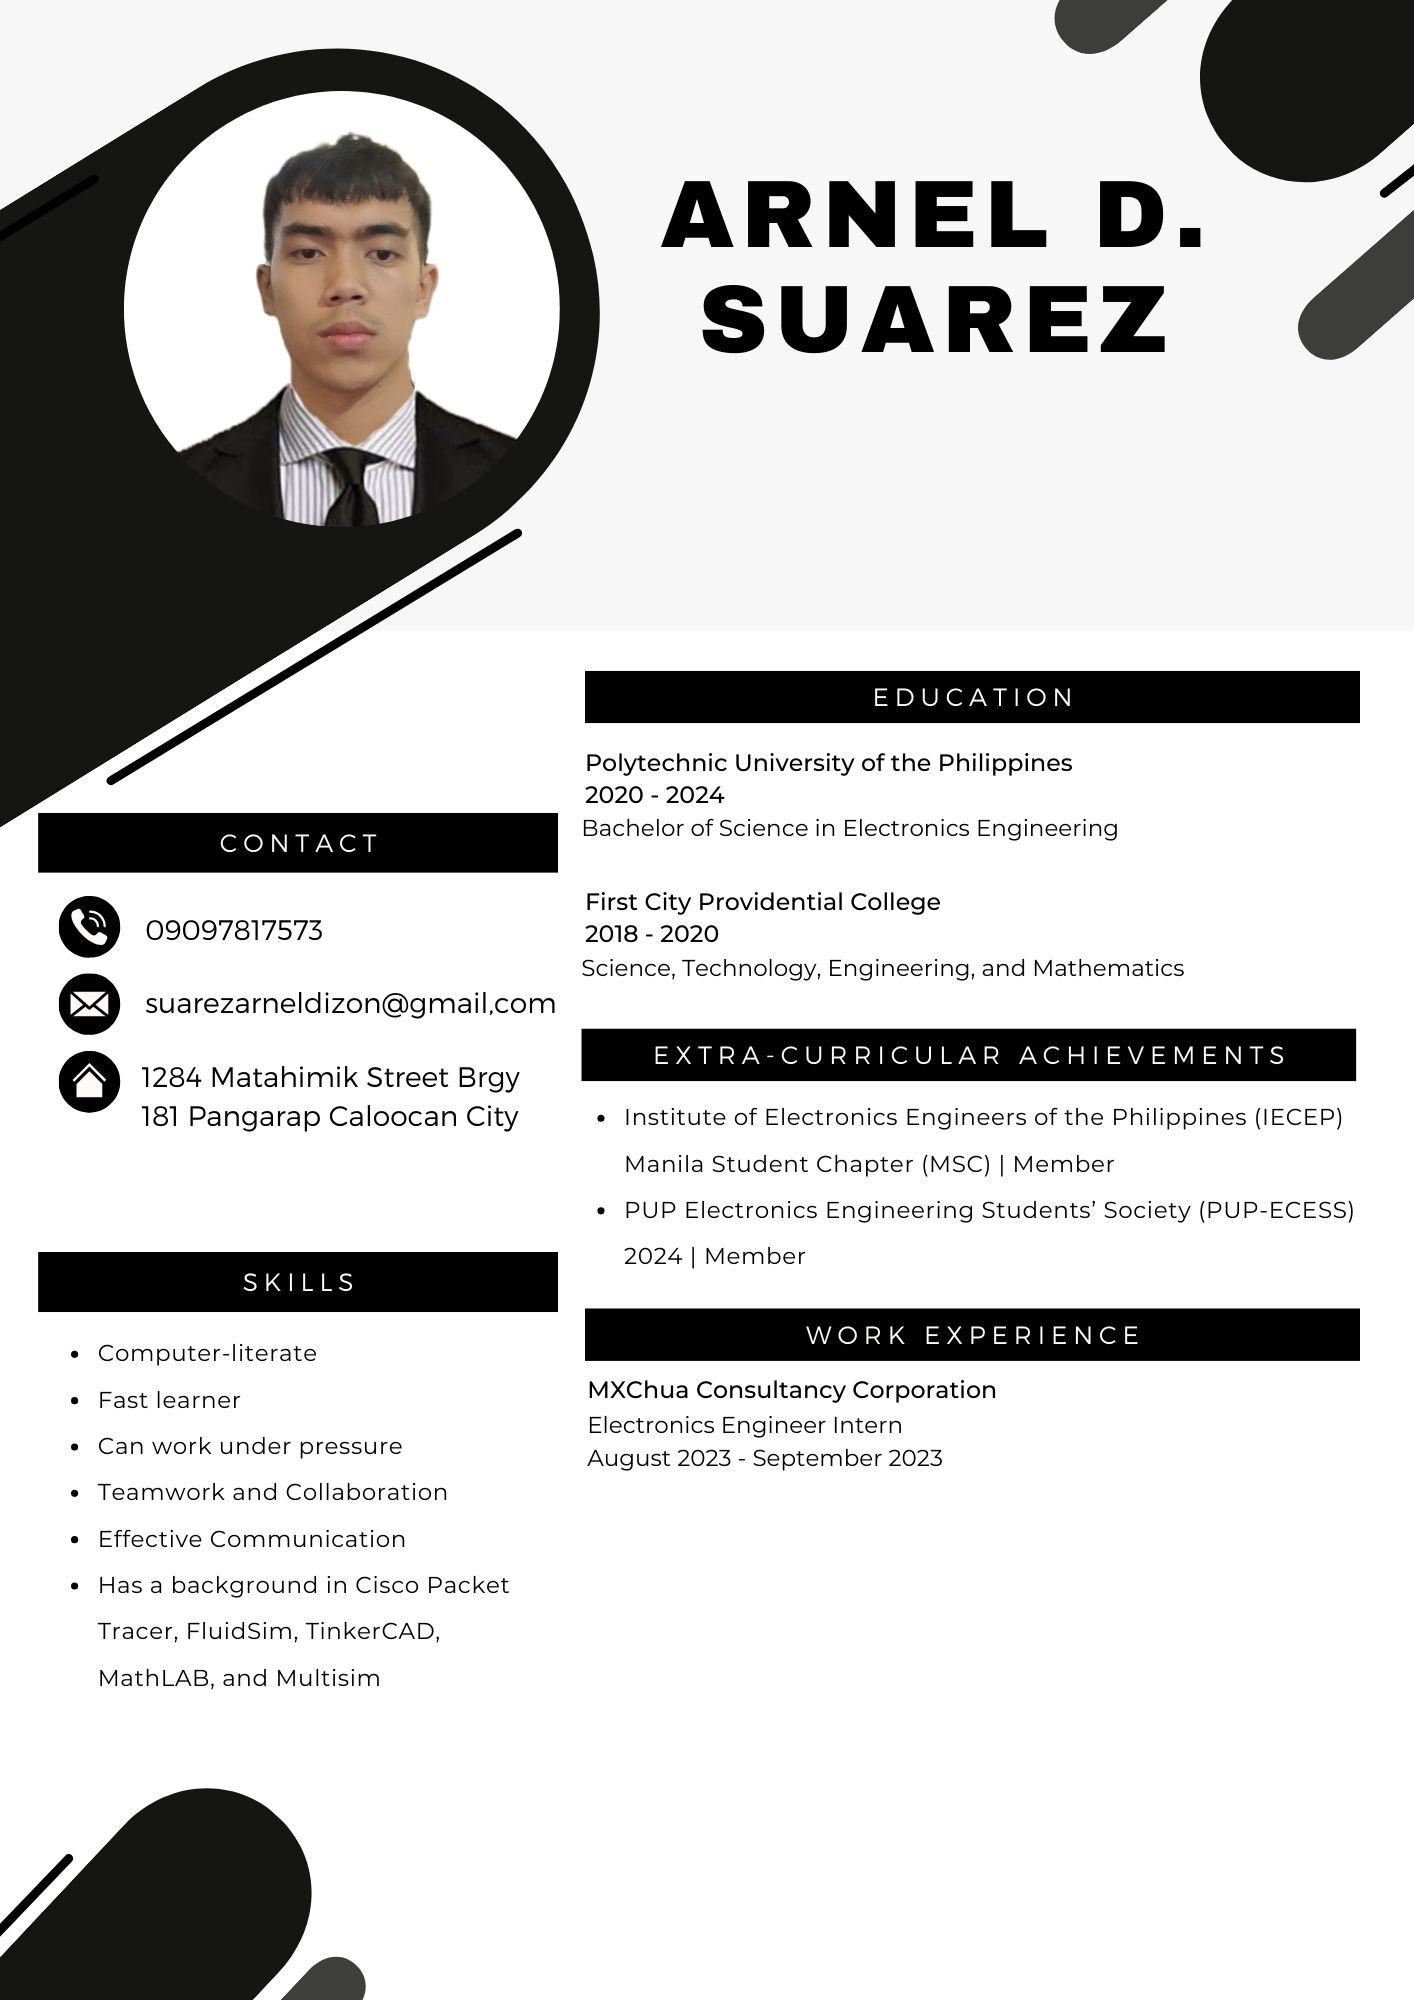 ARNEL D.
SUAREZ
CONTACT
09097817573
suarezarneldizon@gmail,com
1284 Matahimik Street Brgy
181 Pangarap Caloocan City
SKILLS
• Computer-literate
• Fast learner
• Can work under pressure
• Teamwork and Collaboration
• Effective Communication
• Has a background in Cisco Packet
Tracer, FluidSim, TinkerCAD,
MathLAB, and Multisim
EDUCATION
Polytechnic University of the Philippines
2020 - 2024
Bachelor of Science in Electronics Engineering
First City Providential College
2018 - 2020
Science, Technology, Engineering, and Mathematics
EXTRA-CURRICULAR ACHIEVEMENTS
• Institute of Electronics Engineers of the Philippines (IECEP)
Manila Student Chapter (MSC) | Member
• PUP Electronics Engineering Students’ Society (PUP-ECESS)
2024 | Member
WORK EXPERIENCE
MXChua Consultancy Corporation
Electronics Engineer Intern
August 2023 - September 2023